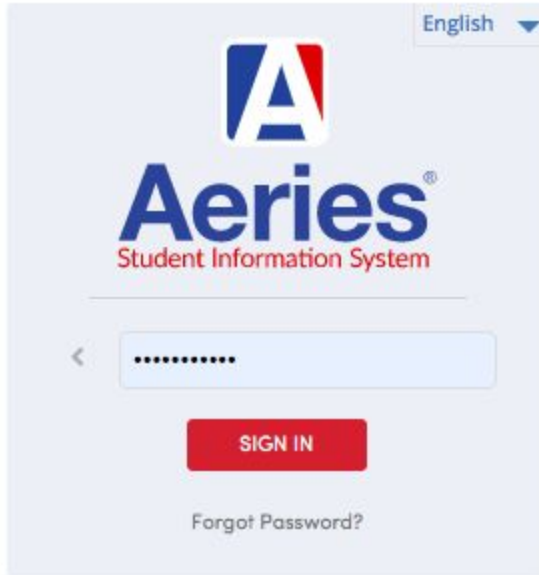 English
A
Aeries®
Student Information System
•••••••••••
SIGN IN
Forgot Password?